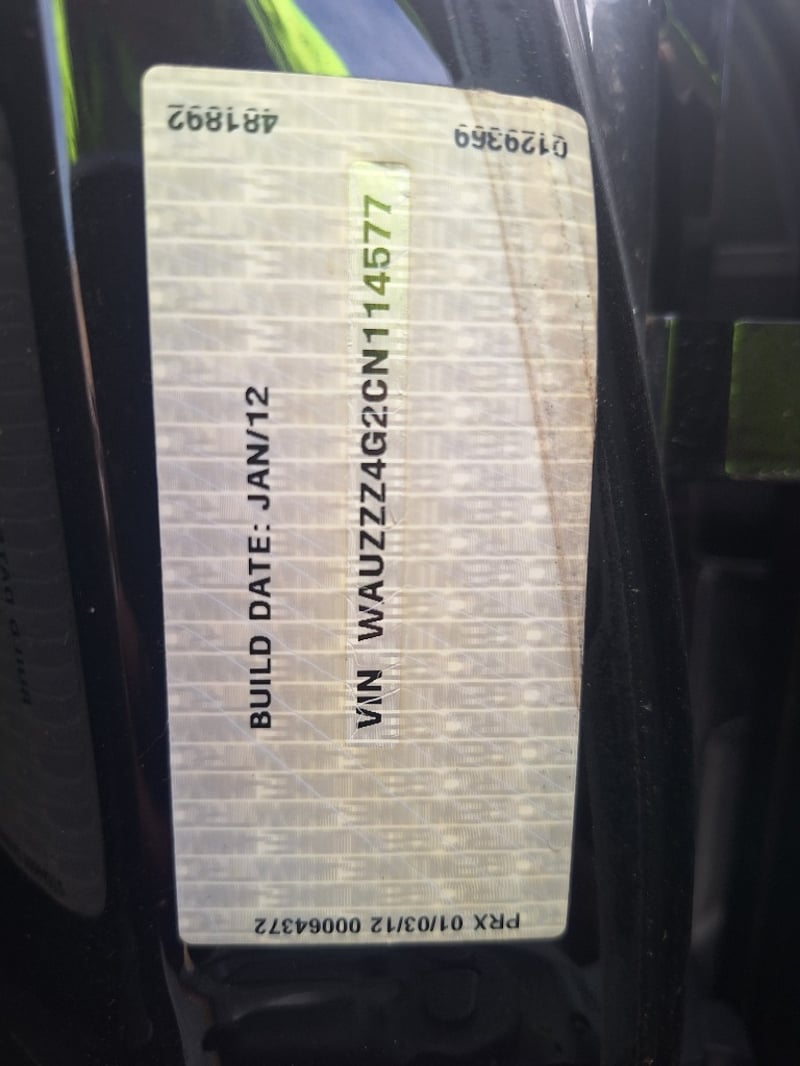 481892
0129369
BUILD DATE: JAN/12
VIN WAUZZZ4G2CN114577
PRX 01/03/12 00064372